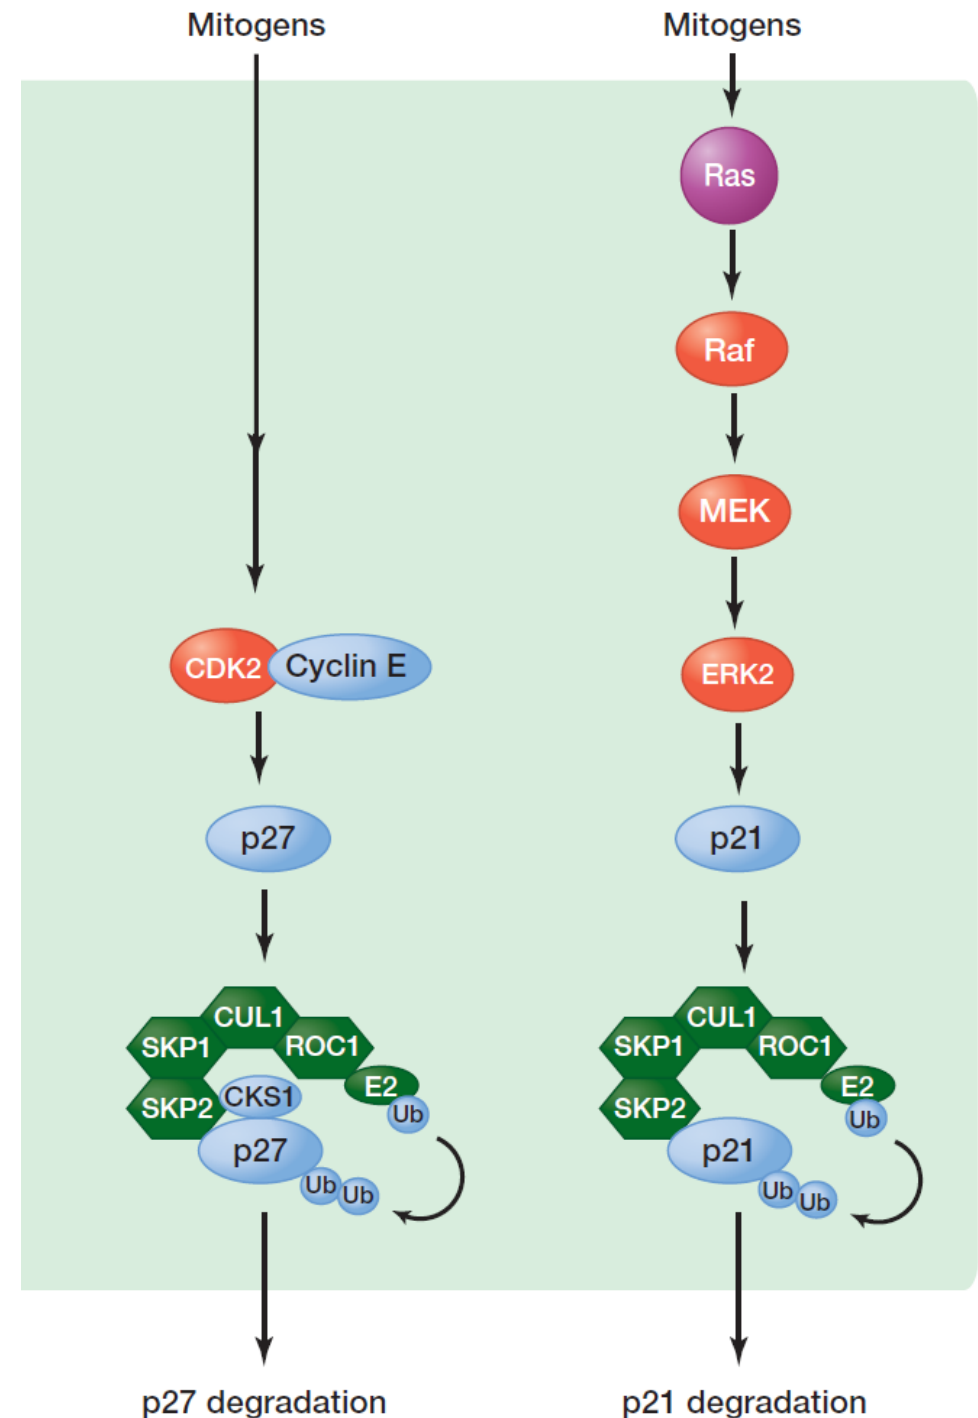 Mitogens
Mitogens
Ras
Raf
MEK
CDK2
Cyclin E
ERK2
p27
p21
CUL1
SKP1
ROC1
SKP2
CKS1
E2
Ub
p27
Ub
Ub
CUL1
SKP1
ROC1
SKP2
E2
Ub
p21
Ub
Ub
p27 degradation
p21 degradation